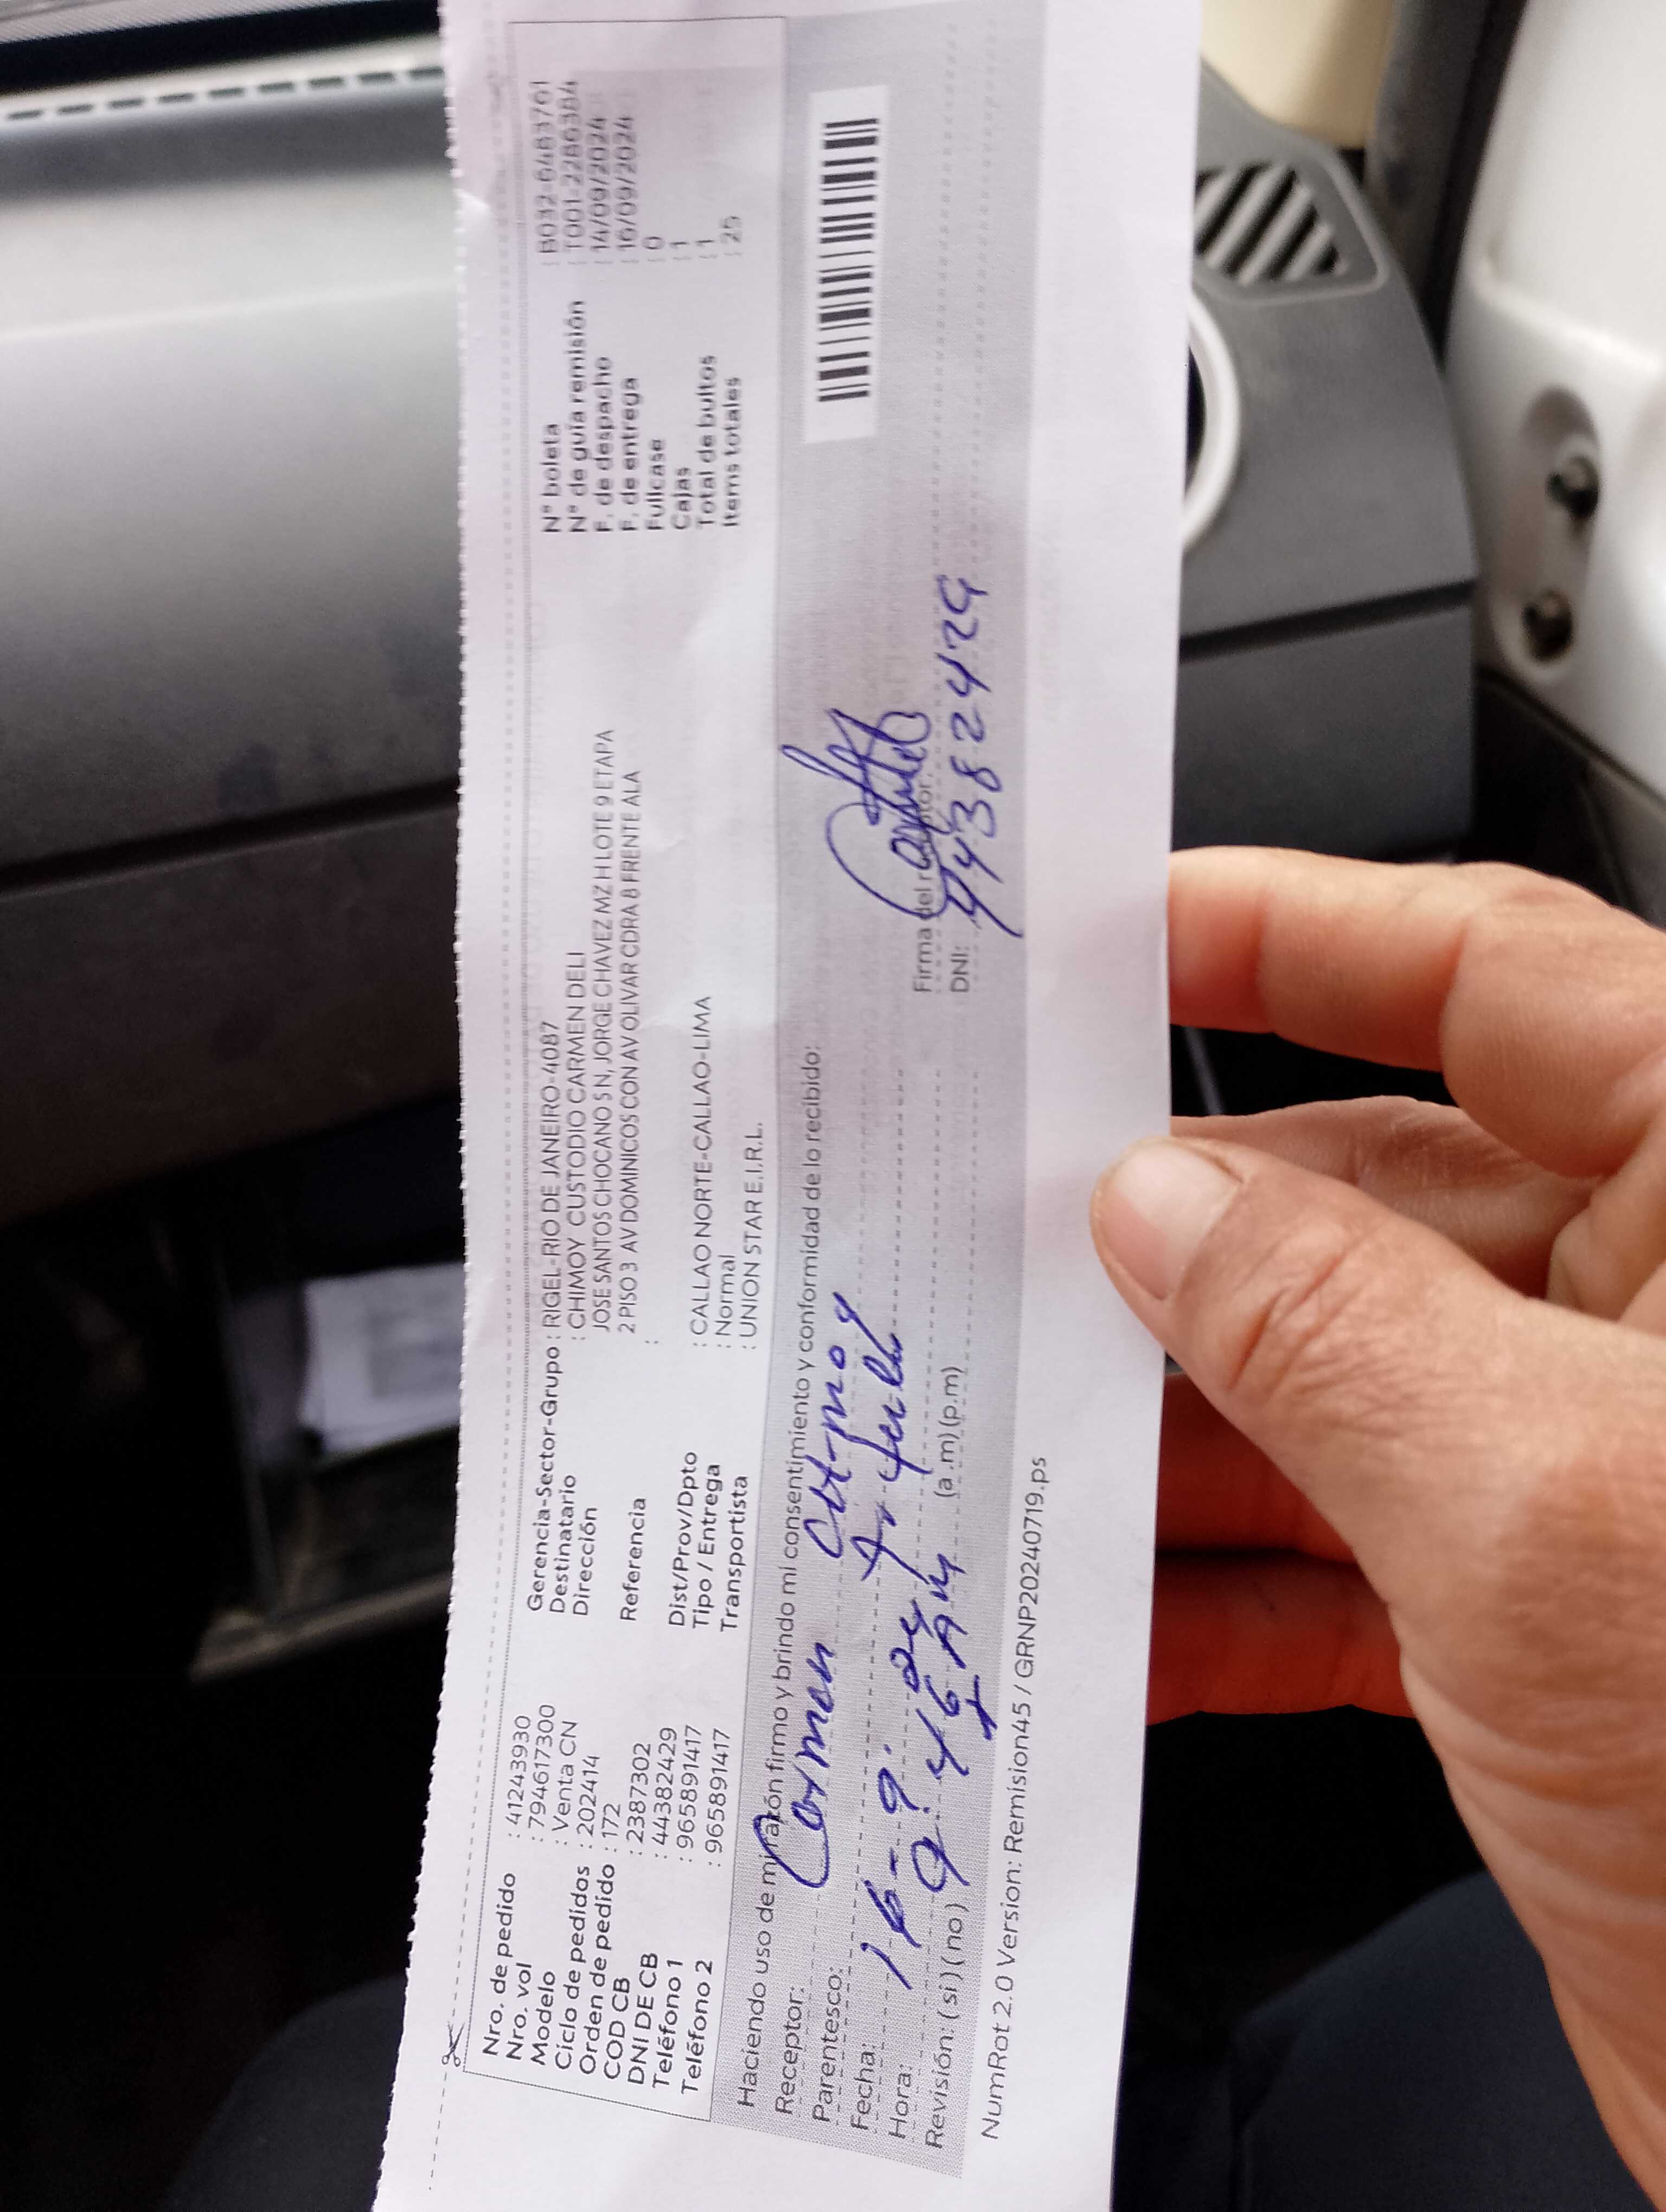 Nro. de pedido : 41243930
Nro. vol : 794617300
Modelo : Venta CN
Ciclo de pedidos : 202414
Orden de pedido : 172
COD CB : 2387302
DNI DE CB : 44382429
Teléfono 1 : 965891417
Teléfono 2 : 965891417
Gerencia-Sector-Grupo : RIGEL-RIO DE JANEIRO-4087
Destinatario : CHIMOY CUSTODIO CARMEN DELI
Dirección JOSE SANTOS CHOCANO S N, JORGE CHAVEZ MZ H LOTE 9 ETAPA
2 PISO 3 AV DOMINICOS CON AV OLIVAR CDRA 8 FRENTE ALA
Referencia :
Dist/Prov/Dpto : CALLAO NORTE-CALLAO-LIMA
Tipo / Entrega : Normal
Transportista : UNION STAR E.I.R.L.
N° boleta : B032-
N° de guía remisión : T001-
F. de despacho : 14/09/2024
F. de entrega : 16/09/2024
Fullcase : 0
Cajas : 1
Total de bultos : 1
Items totales : 25
Haciendo uso de mi razón firmo y brindo mi consentimiento y conformidad de lo recibido:
Receptor: Carmen
Parentesco:
Fecha: 16-9-24
Hora: 9:46 AM (a.m)(p.m)
Revisión: (si)(no)
Firma del receptor:
DNI: 44382429
NumRot 2.0 Version: Remision45 / GRNP20240719.ps